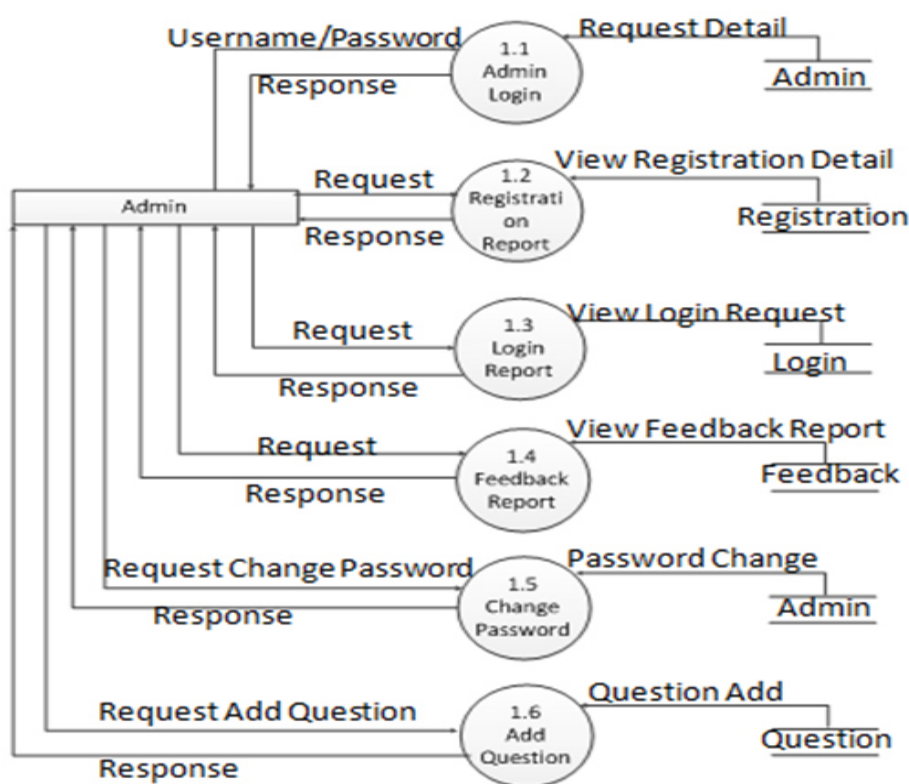 Username/Password
Response
1.1
Admin
Login
Request Detail
Admin
Admin
Request
Response
1.2
Registrati
on
Report
View Registration Detail
Registration
Request
Response
1.3
Login
Report
View Login Request
Login
Request
Response
1.4
Feedback
Report
View Feedback Report
Feedback
Request Change Password
Response
1.5
Change
Password
Password Change
Admin
Request Add Question
Response
1.6
Add
Question
Question Add
Question